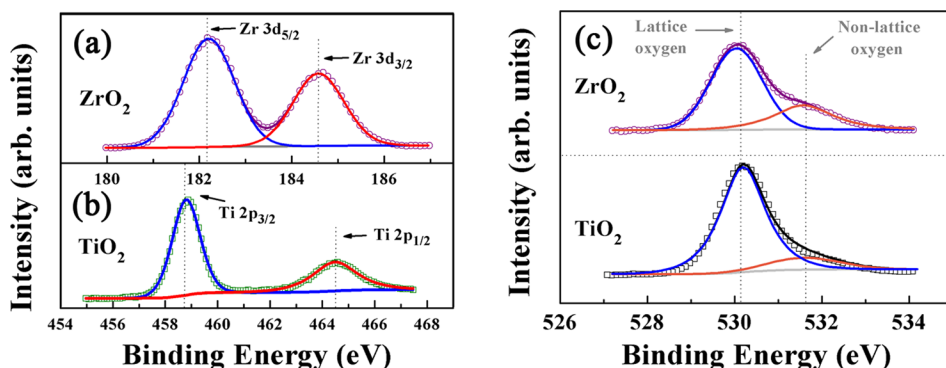 (a)
Zr 3d5/2
Zr 3d3/2
ZrO2
180 182 184 186
(b)
Ti 2p3/2
Ti 2p1/2
TiO2
454 456 458 460 462 464 466 468
Binding Energy (eV)
Intensity (arb. units)
(c)
Lattice
oxygen
Non-lattice
oxygen
ZrO2
TiO2
526 528 530 532 534
Binding Energy (eV)
Intensity (arb. units)